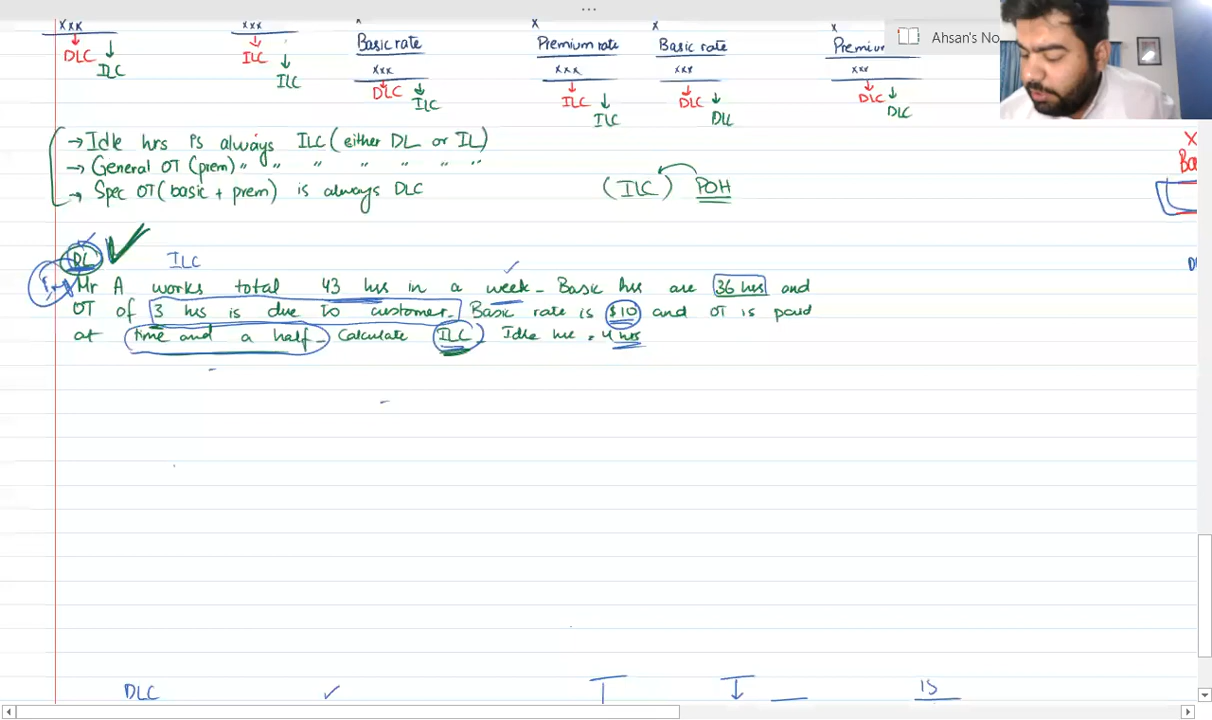 xxx xxx x x x x
Basic rate Premium rate Basic rate Premium
Ahsan's No
DLC ILC xxx xxx xxx xxx
ILC ILC DLC ILC DLC DLC
ILC ILC DLC DLC
→ Idle hrs is always ILC (either DL or IL)
→ General OT (prem) " " " " " " "
→ Spec OT (basic + prem) is always DLC
(ILC) POH
DL ILC
Mr A works total 43 hrs in a week. Basic hrs are 36 hrs and
OT of 3 hrs is due to customer. Basic rate is $10 and OT is paid
at time and a half. Calculate ILC. Idle hrs = 4 hrs
DLC